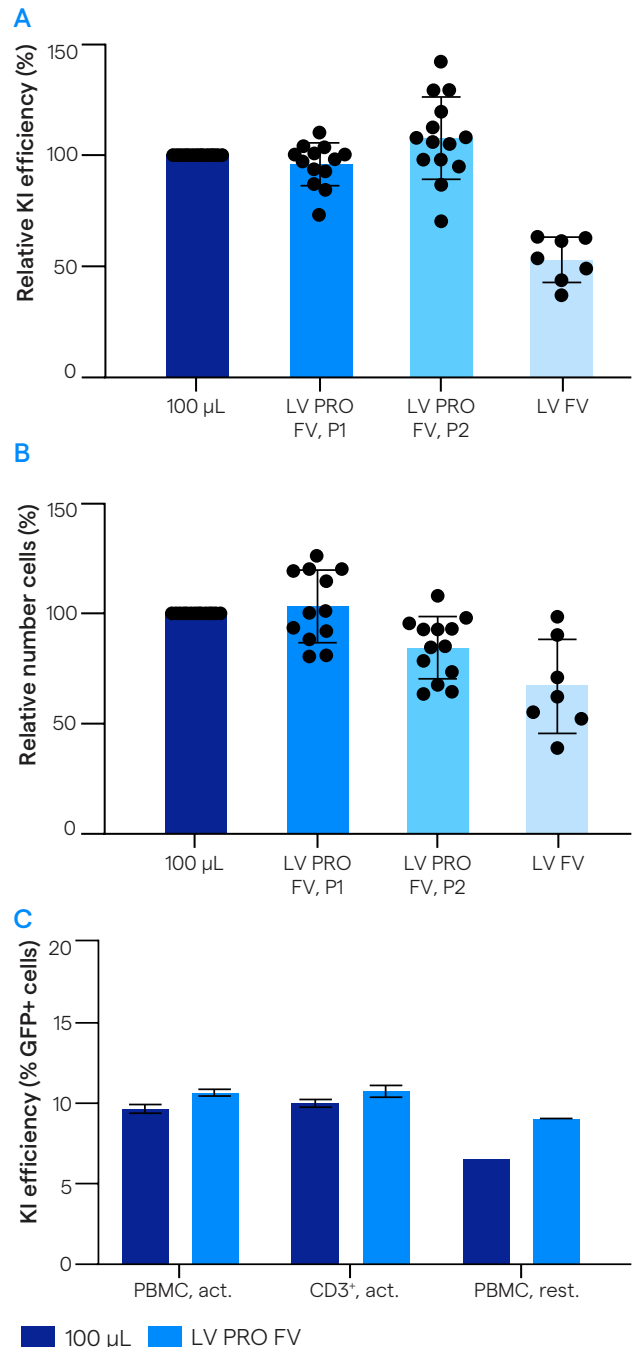 A
Relative KI efficiency (%)
150
100
50
0
100 µL
LV PRO
FV, P1
LV PRO
FV, P2
LV FV
B
Relative number cells (%)
150
100
50
0
100 µL
LV PRO
FV, P1
LV PRO
FV, P2
LV FV
C
KI efficiency (% GFP+ cells)
20
15
10
5
0
PBMC, act.
CD3⁺, act.
PBMC, rest.
100 µL
LV PRO FV